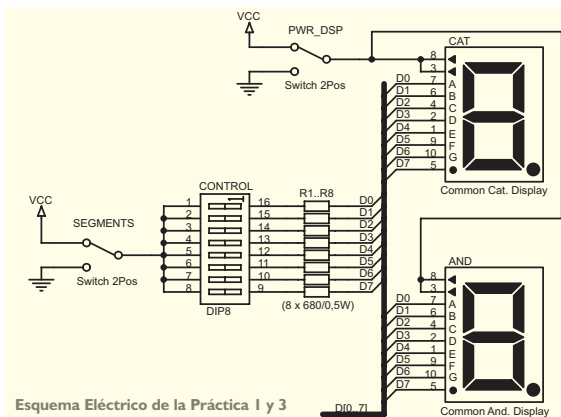 VCC
PWR_DSP
Switch 2Pos
CAT
8
3
D0 7 A
D1 6 B
D2 4 C
D3 2 D
D4 1 E
D5 9 F
D6 10 G
D7 5
Common Cat. Display
VCC
SEGMENTS
Switch 2Pos
CONTROL
R1..R8
1 16 D0
2 15 D1
3 14 D2
4 13 D3
5 12 D4
6 11 D5
7 10 D6
8 9 D7
DIP8
(8 x 680/0,5W)
AND
8
3
D0 7 A
D1 6 B
D2 4 C
D3 2 D
D4 1 E
D5 9 F
D6 10 G
D7 5
Common And. Display
Esquema Eléctrico de la Práctica 1 y 3
D[0..7]